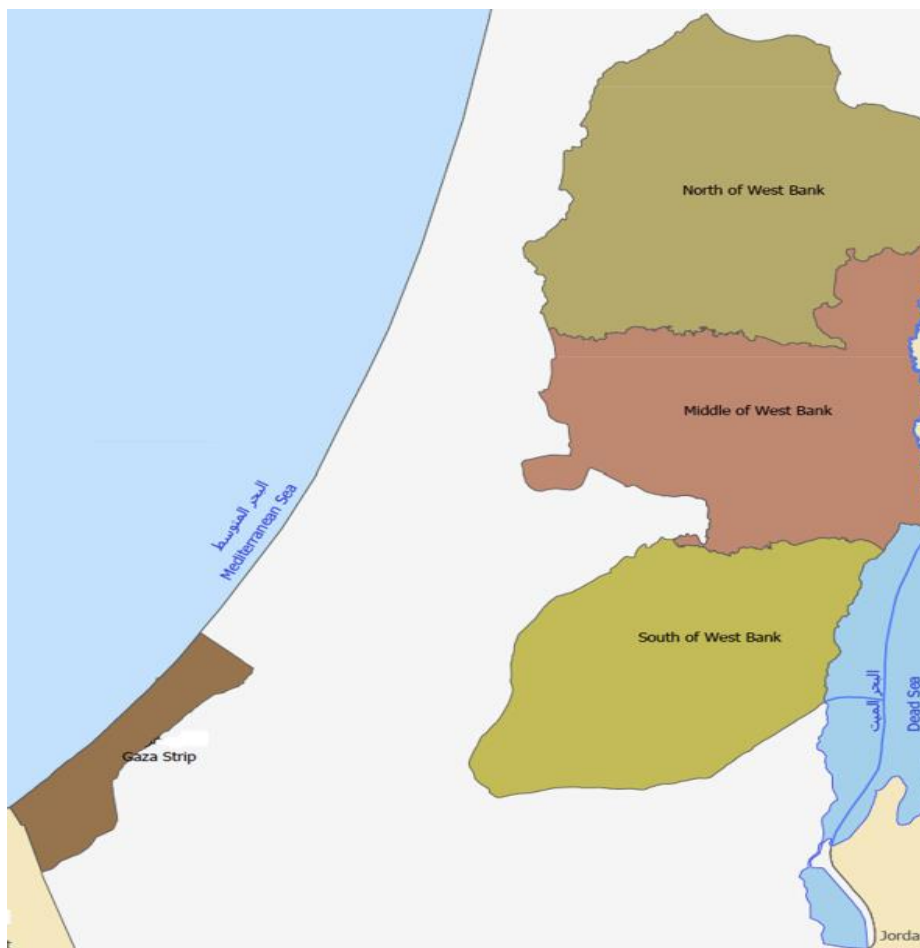 North of West Bank
Middle of West Bank
البحر المتوسط
Mediterranean Sea
South of West Bank
البحر الميت
Dead Sea
Gaza Strip
Jorda
t